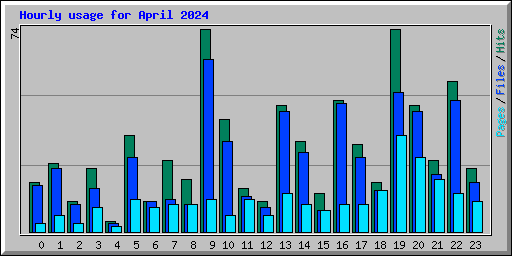 Hourly usage for April 2024
74
Pages / Files / Hits
0 1 2 3 4 5 6 7 8 9 10 11 12 13 14 15 16 17 18 19 20 21 22 23